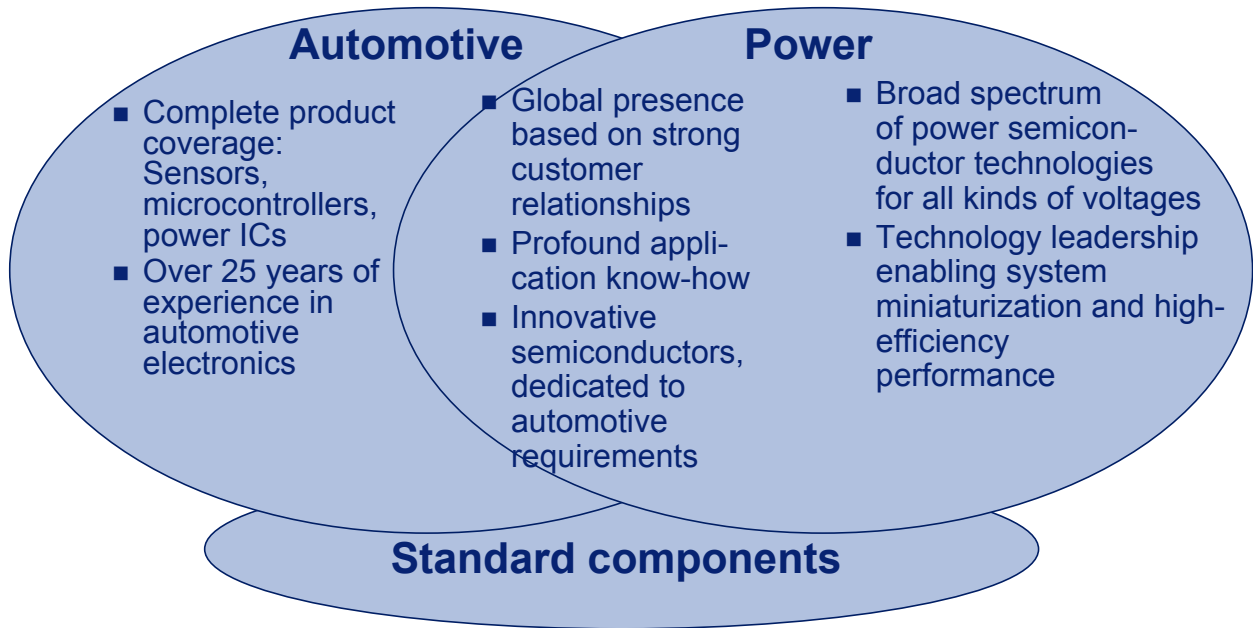 Automotive
■ Complete product
coverage:
Sensors,
microcontrollers,
power ICs
■ Over 25 years of
experience in
automotive
electronics
■ Global presence
based on strong
customer
relationships
■ Profound appli-
cation know-how
■ Innovative
semiconductors,
dedicated to
automotive
requirements
Power
■ Broad spectrum
of power semicon-
ductor technologies
for all kinds of voltages
■ Technology leadership
enabling system
miniaturization and high-
efficiency
performance
Standard components